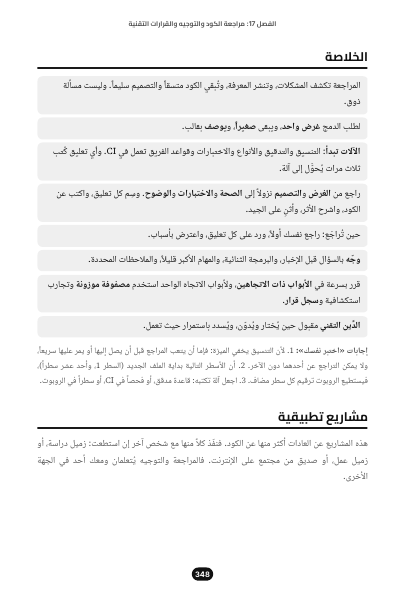 الفصل 17: مراجعة الكود والتوجيه والقرارات التقنية
الخلاصة
المراجعة تكشف المشكلات، وتنشر المعرفة، وتُبقي الكود متسقاً والتصميم سليماً. وليست مسألة
ذوق.
لطلب الدمج غرض واحد، ويبقى صغيراً، ويوصف بقالب.
الآلات تبدأ: التنسيق والتدقيق والأنواع والاختبارات وقواعد الفريق تعمل في CI. وأي تعليق كُتب
ثلاث مرات يُحوَّل إلى آلة.
راجع من الغرض والتصميم نزولاً إلى الصحة والاختبارات والوضوح. وسِم كل تعليق، واكتب عن
الكود، واشرح الأثر، وأثنِ على الجيد.
حين تُراجَع: راجع نفسك أولاً، ورد على كل تعليق، واعترض بأسباب.
وجّه بالسؤال قبل الإخبار، وبالبرمجة الثنائية، والمهام الأكبر قليلاً، والملاحظات المحددة.
قرر بسرعة في الأبواب ذات الاتجاهين، ولأبواب الاتجاه الواحد استخدم مصفوفة موزونة وتجارب
استكشافية وسجل قرار.
الدَّين التقني مقبول حين يُختار ويُدوَّن، ويُسدد باستمرار حيث تعمل.
إجابات «اختبر نفسك»: 1. لأن التنسيق يخفي الميزة: فإما أن يتعب المراجع قبل أن يصل إليها أو يمر عليها سريعاً،
ولا يمكن التراجع عن أحدهما دون الآخر. 2. أن الأسطر التالية بداية الملف الجديد (السطر 1، وأحد عشر سطراً)،
فيستطيع الروبوت ترقيم كل سطر مضاف. 3. اجعل آلة تكتبه: قاعدة مدقق، أو فحصاً في CI، أو سطراً في الروبوت.
مشاريع تطبيقية
هذه المشاريع عن العادات أكثر منها عن الكود. فنفّذ كلاً منها مع شخص آخر إن استطعت: زميل دراسة، أو
زميل عمل، أو صديق من مجتمع على الإنترنت. فالمراجعة والتوجيه يُتعلمان ومعك أحد في الجهة
الأخرى.
348